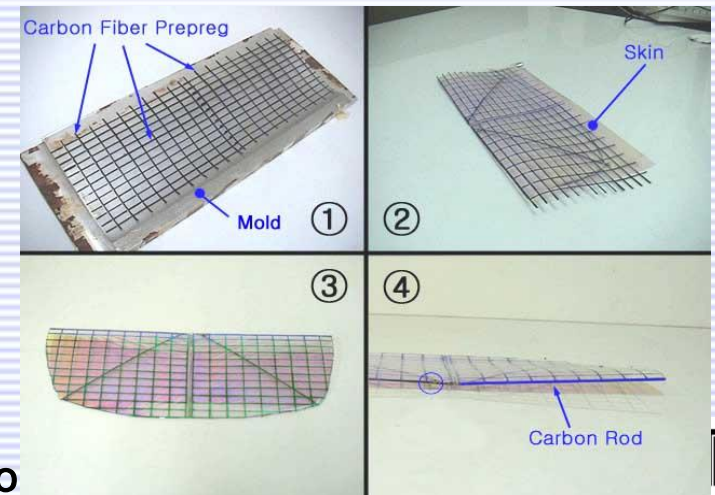 Carbon Fiber Prepreg
Mold
①
Skin
②
③
④
Carbon Rod